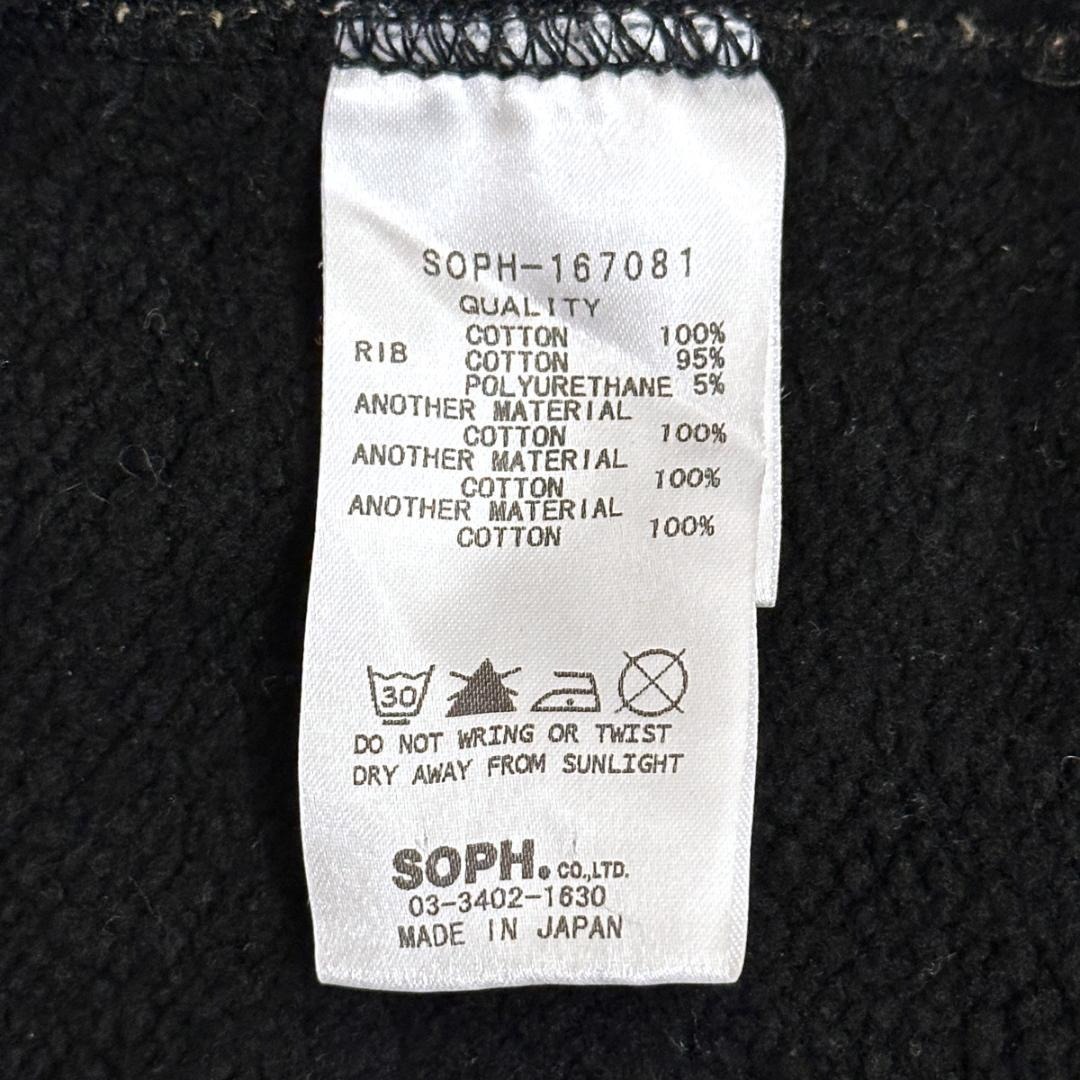 SOPH-167081
QUALITY
COTTON 100%
RIB COTTON 95%
POLYURETHANE 5%
ANOTHER MATERIAL
COTTON 100%
ANOTHER MATERIAL
COTTON 100%
ANOTHER MATERIAL
COTTON 100%
30
DO NOT WRING OR TWIST
DRY AWAY FROM SUNLIGHT
SOPH. CO.,LTD.
03-3402-1630
MADE IN JAPAN